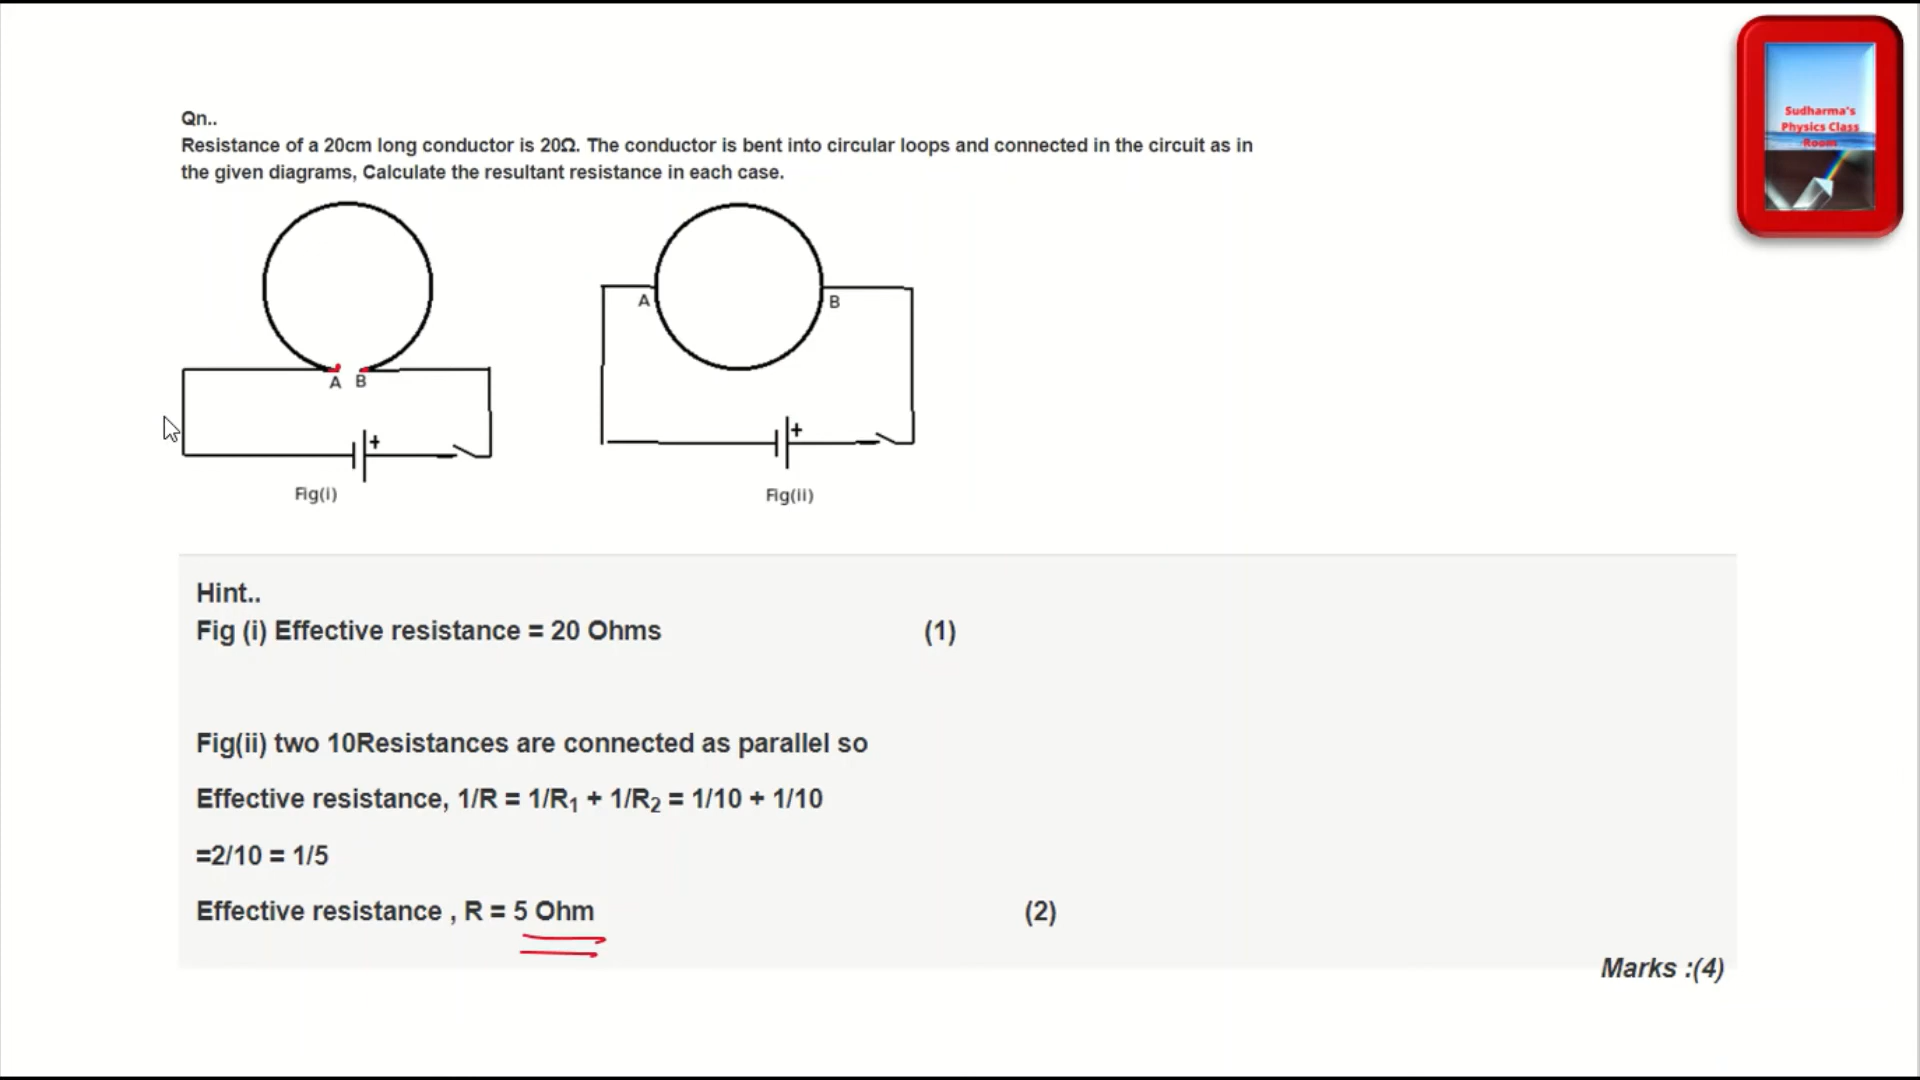 Qn..
Resistance of a 20cm long conductor is 20Ω. The conductor is bent into circular loops and connected in the circuit as in
the given diagrams, Calculate the resultant resistance in each case.
Sudharma's
Physics Class
Room
A B
+
Fig(i)
A B
+
Fig(ii)
Hint..
Fig (i) Effective resistance = 20 Ohms (1)
Fig(ii) two 10Resistances are connected as parallel so
Effective resistance, 1/R = 1/R₁ + 1/R₂ = 1/10 + 1/10
=2/10 = 1/5
Effective resistance , R = 5 Ohm (2)
Marks :(4)